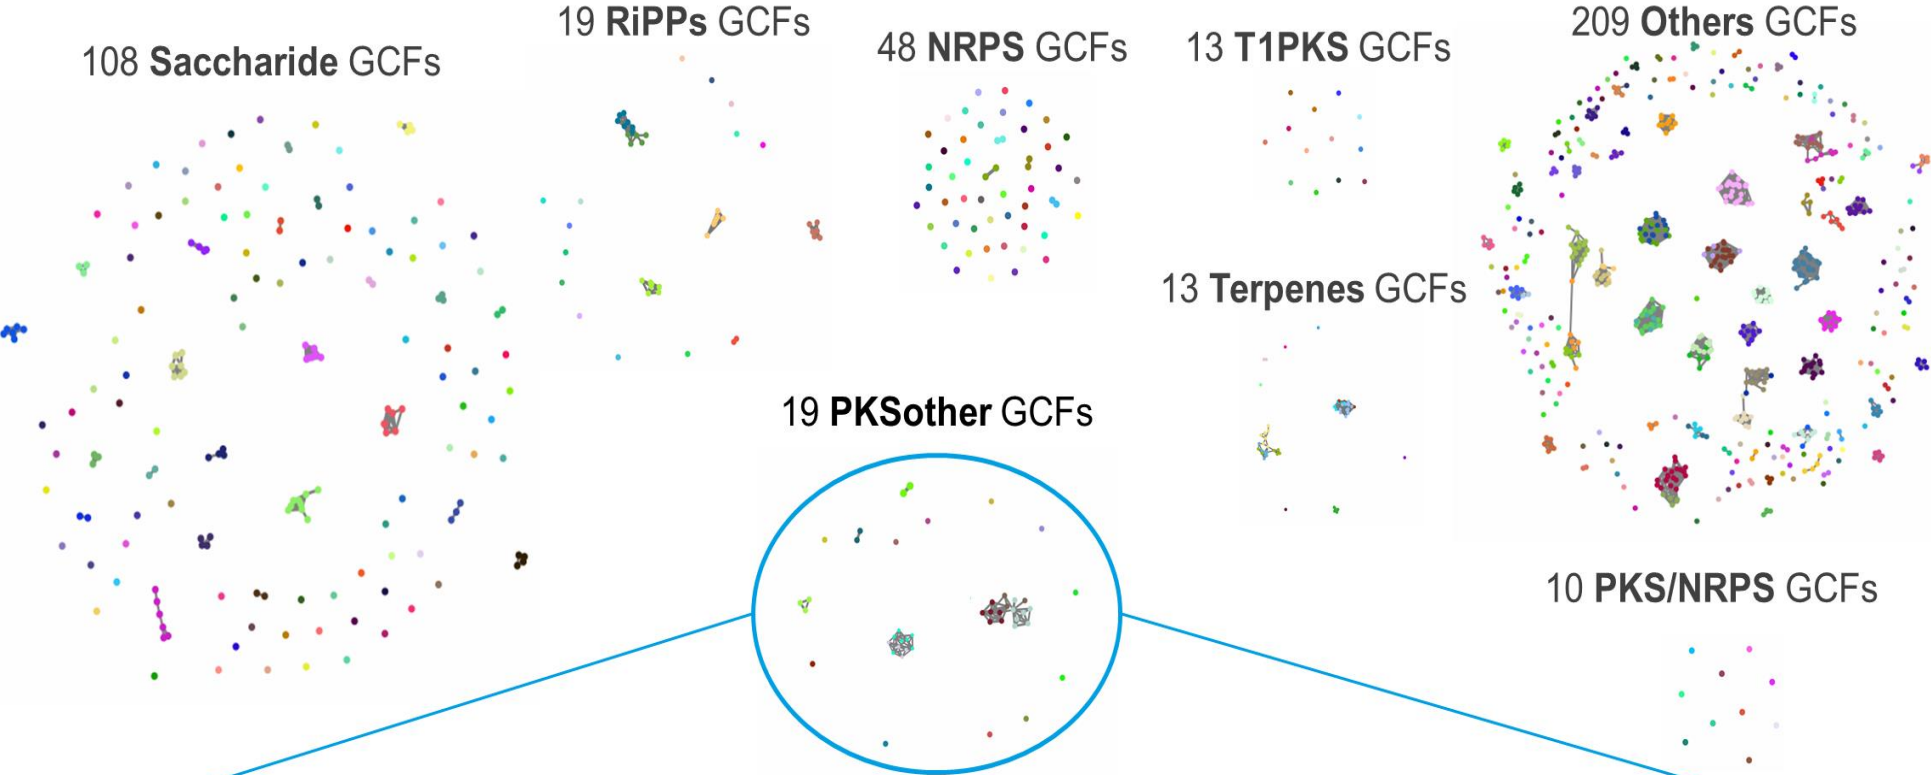 108 Saccharide GCFs
19 RiPPs GCFs
48 NRPS GCFs
13 T1PKS GCFs
209 Others GCFs
13 Terpenes GCFs
19 PKSother GCFs
10 PKS/NRPS GCFs